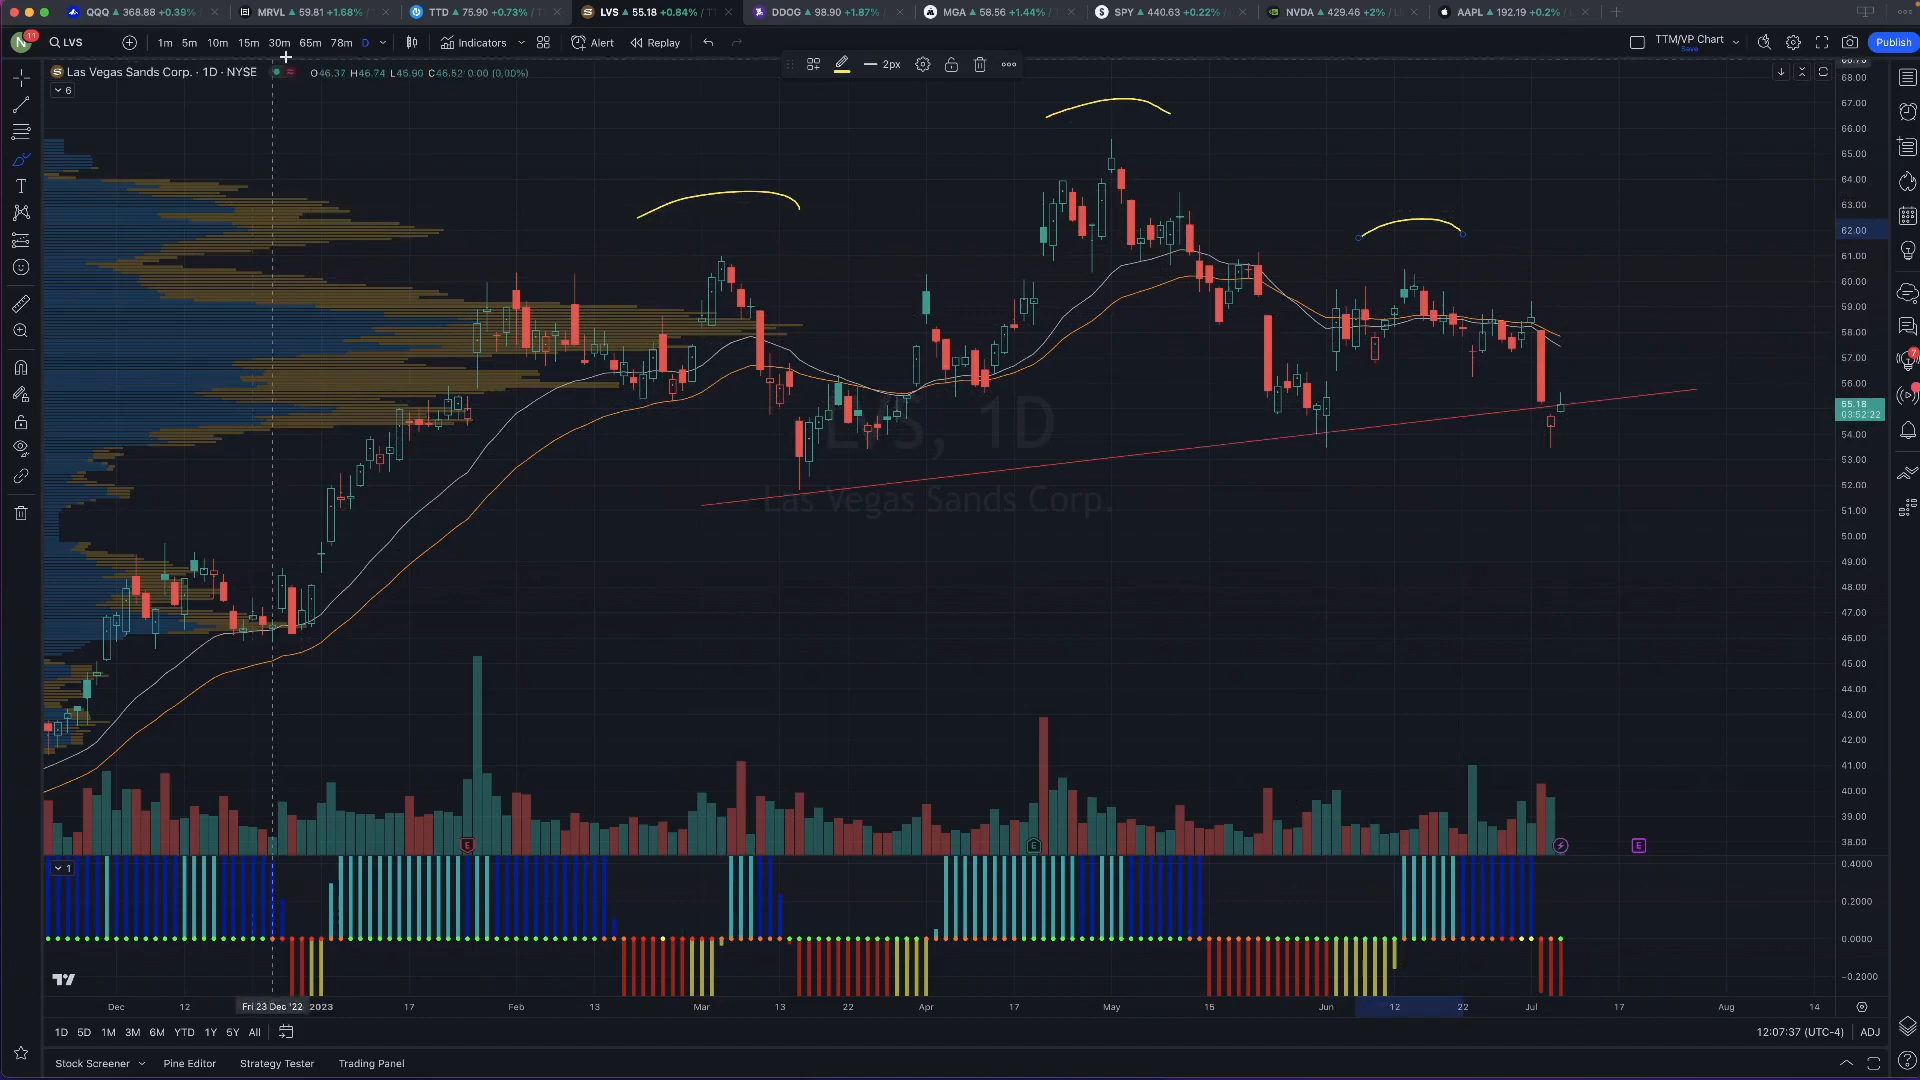 QQQ ▲ 368.88 +0.39%
MRVL ▲ 59.81 +1.68%
TTD ▲ 75.90 +0.73%
LVS ▲ 55.18 +0.84%
DDOG ▲ 98.90 +1.87%
MGA ▲ 58.56 +1.44%
SPY ▲ 440.63 +0.22%
NVDA ▲ 429.46 +2%
AAPL ▲ 192.19 +0.2%
N 11 LVS 1m 5m 10m 15m 30m 65m 78m D Indicators Alert Replay TTM/VP Chart Save Publish
Las Vegas Sands Corp. · 1D · NYSE O46.37 H46.74 L45.90 C46.52 0.00 (0.00%)
2px
6
68.00
67.00
66.00
65.00
64.00
63.00
62.00
61.00
60.00
59.00
58.00
57.00
56.00
55.18
03:52:22
54.00
53.00
52.00
51.00
50.00
49.00
48.00
47.00
46.00
45.00
44.00
43.00
42.00
41.00
40.00
39.00
38.00
LVS, 1D
Las Vegas Sands Corp.
E E E
1
0.4000
0.2000
0.0000
−0.2000
7
Dec 12 Fri 23 Dec '22 2023 17 Feb 13 Mar 13 22 Apr 17 May 15 Jun 12 22 Jul 17 Aug 14
1D 5D 1M 3M 6M YTD 1Y 5Y All 12:07:37 (UTC-4) ADJ
Stock Screener Pine Editor Strategy Tester Trading Panel